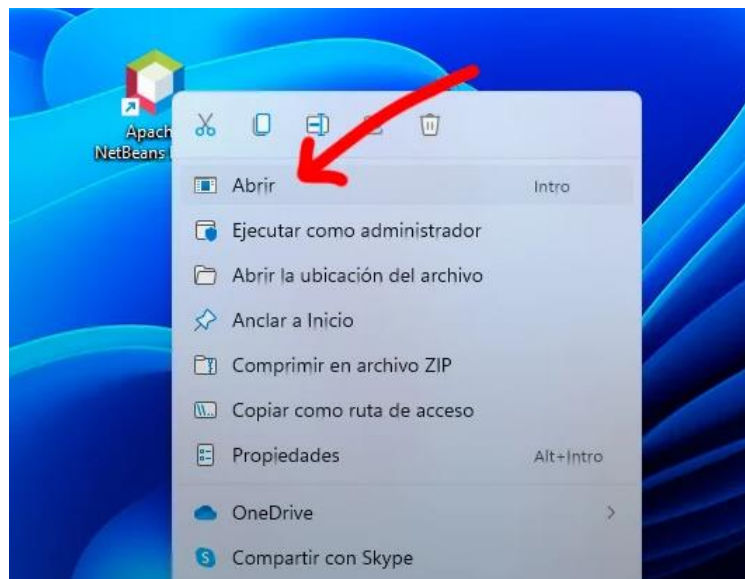 Apach
NetBeans
Abrir Intro
Ejecutar como administrador
Abrir la ubicación del archivo
Anclar a Inicio
Comprimir en archivo ZIP
Copiar como ruta de acceso
Propiedades Alt+Intro
OneDrive
Compartir con Skype